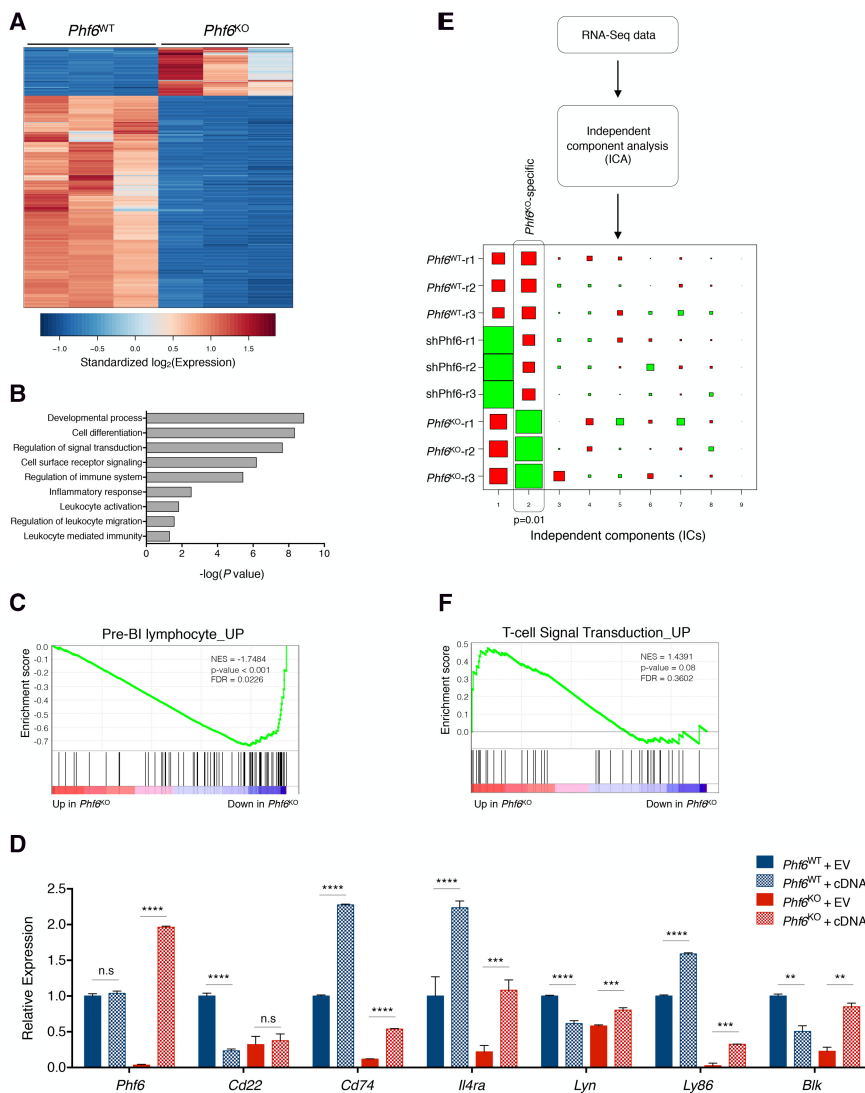 A
Phf6WT
Phf6KO
−1.0
−0.5
0.0
0.5
1.0
1.5
Standardized log2(Expression)
B
Developmental process
Cell differentiation
Regulation of signal transduction
Cell surface receptor signaling
Regulation of immune system
Inflammatory response
Leukocyte activation
Regulation of leukocyte migration
Leukocyte mediated immunity
0
2
4
6
8
10
-log(P value)
C
Pre-BI lymphocyte_UP
Enrichment score
0.0
-0.1
-0.2
-0.3
-0.4
-0.5
-0.6
-0.7
NES = -1.7484
p-value < 0.001
FDR = 0.0226
Up in Phf6KO
Down in Phf6KO
E
RNA-Seq data
Independent
component analysis
(ICA)
Phf6KO-specific
Phf6WT-r1
Phf6WT-r2
Phf6WT-r3
shPhf6-r1
shPhf6-r2
shPhf6-r3
Phf6KO-r1
Phf6KO-r2
Phf6KO-r3
1
2
3
4
5
6
7
8
9
p=0.01
Independent components (ICs)
F
T-cell Signal Transduction_UP
Enrichment score
0.5
0.4
0.3
0.2
0.1
0.0
NES = 1.4391
p-value = 0.08
FDR = 0.3602
Up in Phf6KO
Down in Phf6KO
D
Phf6WT + EV
Phf6WT + cDNA
Phf6KO + EV
Phf6KO + cDNA
Relative Expression
2.5
2.0
1.5
1.0
0.5
0.0
n.s
****
****
n.s
****
****
****
***
****
***
****
***
**
**
Phf6
Cd22
Cd74
Il4ra
Lyn
Ly86
Blk